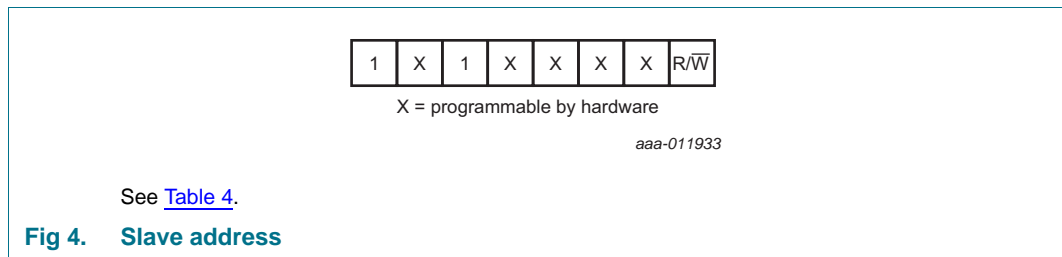 1 X 1 X X X X R/W̅
X = programmable by hardware
aaa-011933
See Table 4.
Fig 4. Slave address